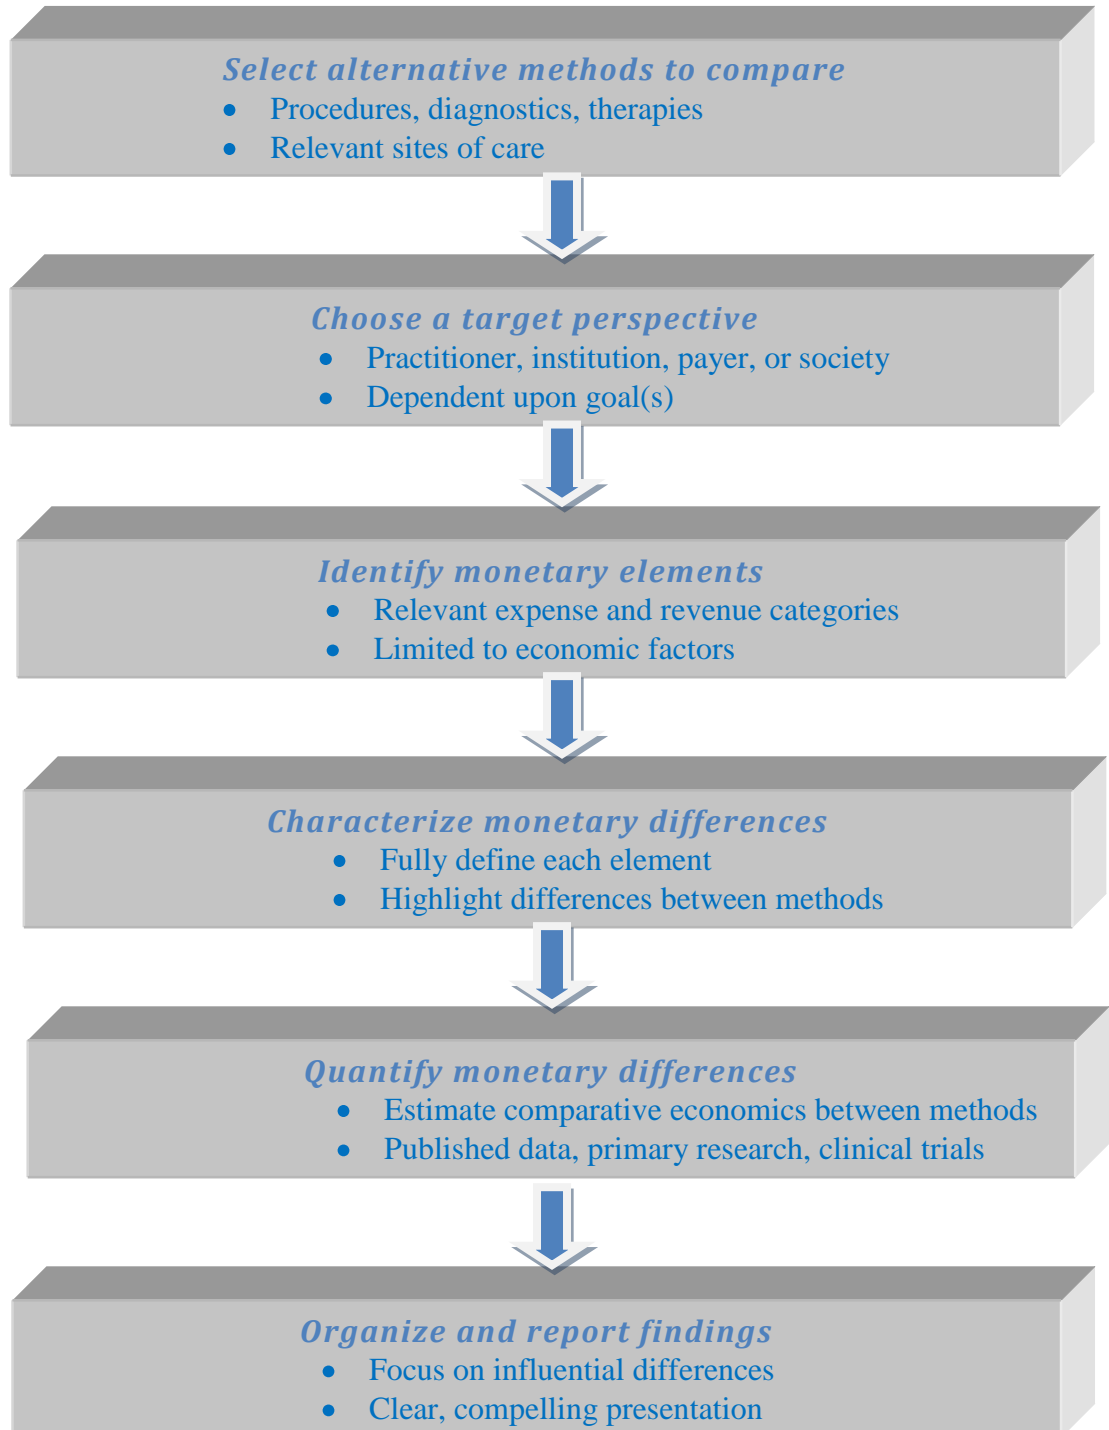 Select alternative methods to compare
• Procedures, diagnostics, therapies
• Relevant sites of care
Choose a target perspective
• Practitioner, institution, payer, or society
• Dependent upon goal(s)
Identify monetary elements
• Relevant expense and revenue categories
• Limited to economic factors
Characterize monetary differences
• Fully define each element
• Highlight differences between methods
Quantify monetary differences
• Estimate comparative economics between methods
• Published data, primary research, clinical trials
Organize and report findings
• Focus on influential differences
• Clear, compelling presentation